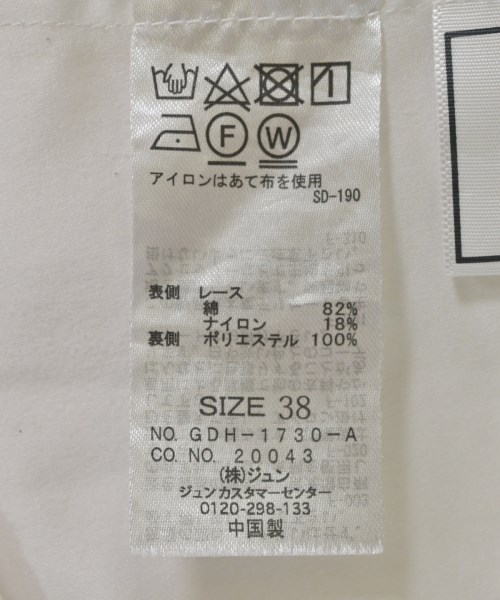 F
W
アイロンはあて布を使用
SD-190
表側 レース
綿 82%
ナイロン 18%
裏側 ポリエステル 100%
SIZE 38
NO. GDH-1730-A
CO. NO. 20043
(株)ジュン
ジュンカスタマーセンター
0120-298-133
中国製